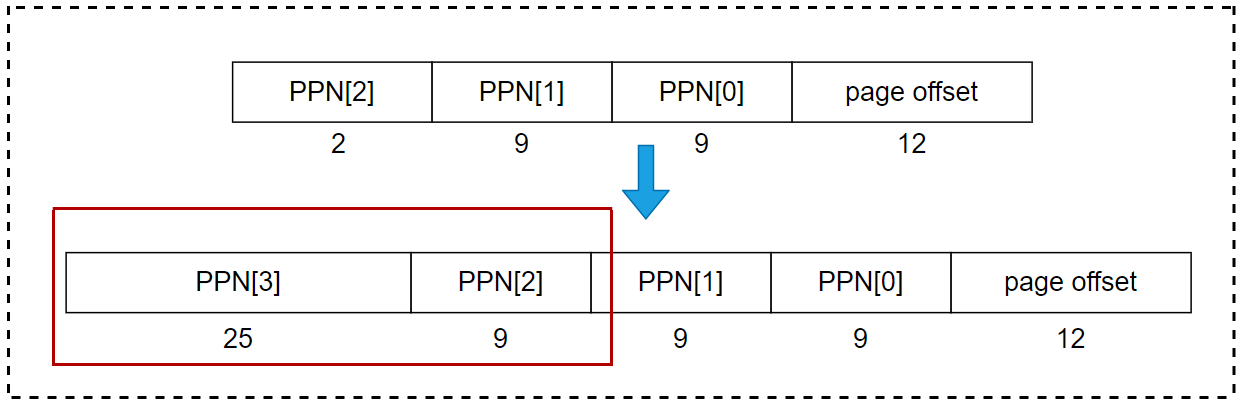 PPN[2] PPN[1] PPN[0] page offset
2 9 9 12
PPN[3] PPN[2] PPN[1] PPN[0] page offset
25 9 9 9 12